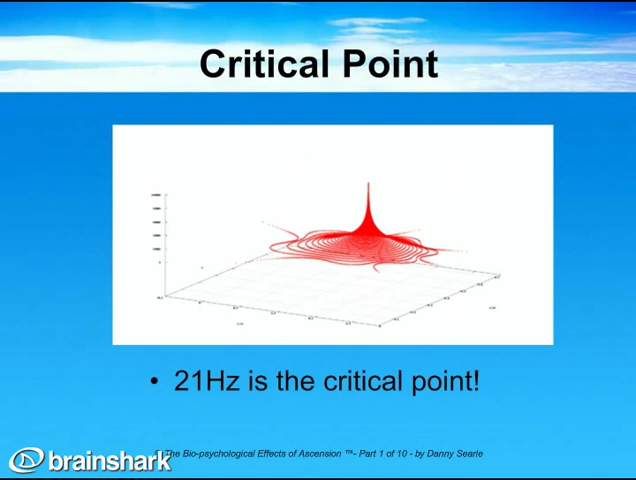 Critical Point
• 21Hz is the critical point!
The Bio-psychological Effects of Ascension ™- Part 1 of 10 - by Danny Searle
brainshark